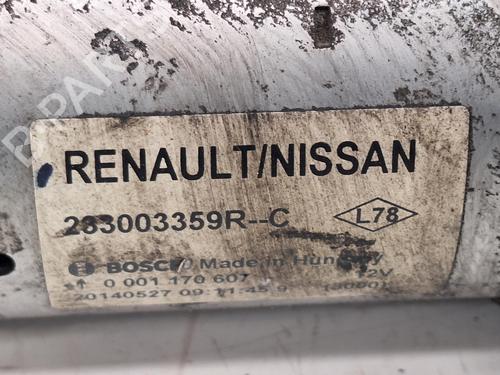 RENAULT/NISSAN
233003359R--C
L78
BOSCH Made in Hungary
0 001 170 607 12V
20140527